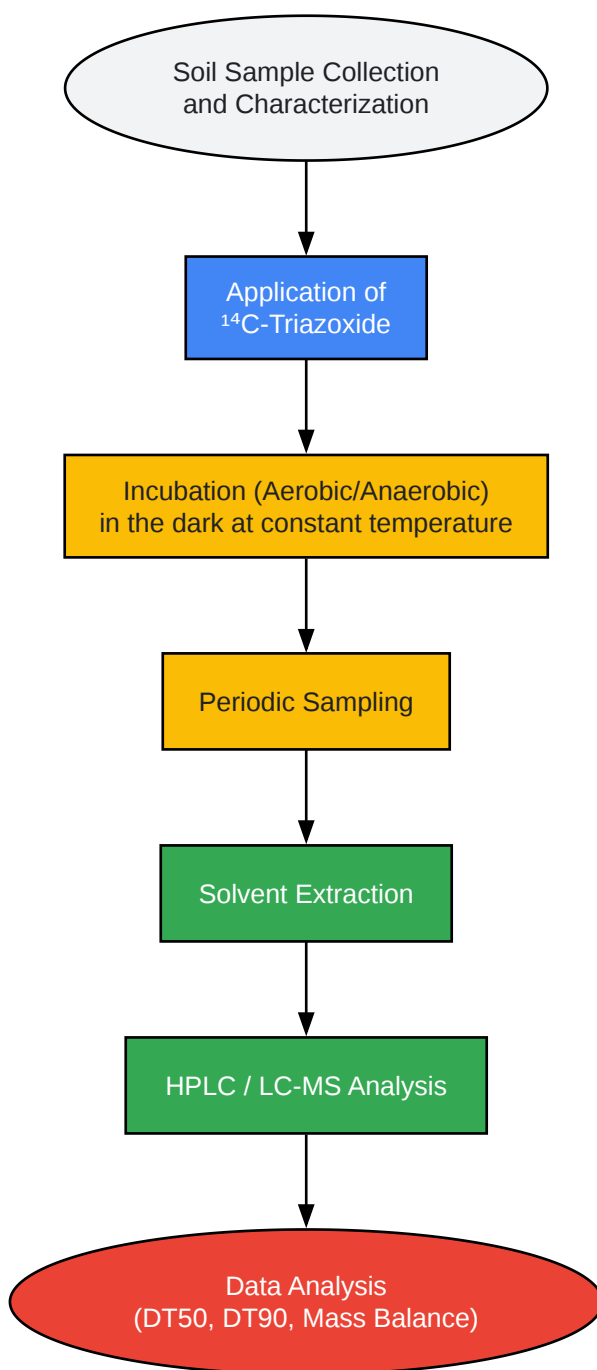 Soil Sample Collection
and Characterization
Application of
¹⁴C-Triazoxide
Incubation (Aerobic/Anaerobic)
in the dark at constant temperature
Periodic Sampling
Solvent Extraction
HPLC / LC-MS Analysis
Data Analysis
(DT50, DT90, Mass Balance)